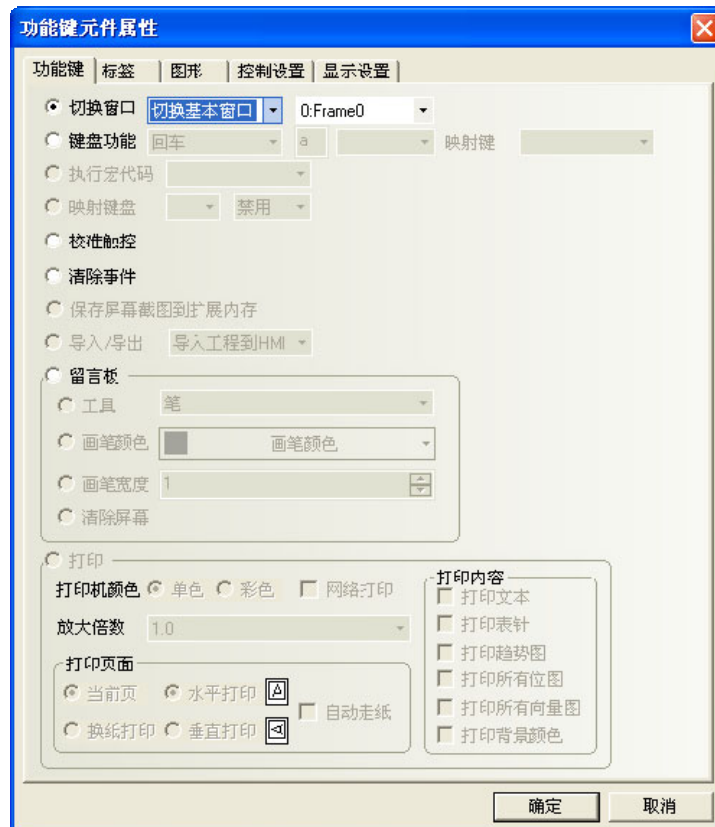 功能键元件属性
功能键 标签 图形 控制设置 显示设置
切换窗口 切换基本窗口 0:Frame0
键盘功能 回车 a 映射键
执行宏代码
映射键盘 禁用
校准触控
清除事件
保存屏幕截图到扩展内存
导入/导出 导入工程到HMI
留言板
工具 笔
画笔颜色 画笔颜色
画笔宽度 1
清除屏幕
打印
打印机颜色 单色 彩色 网络打印
放大倍数 1.0
打印页面
当前页 水平打印 A
换纸打印 垂直打印 A
自动走纸
打印内容
打印文本
打印表针
打印趋势图
打印所有位图
打印所有向量图
打印背景颜色
确定 取消